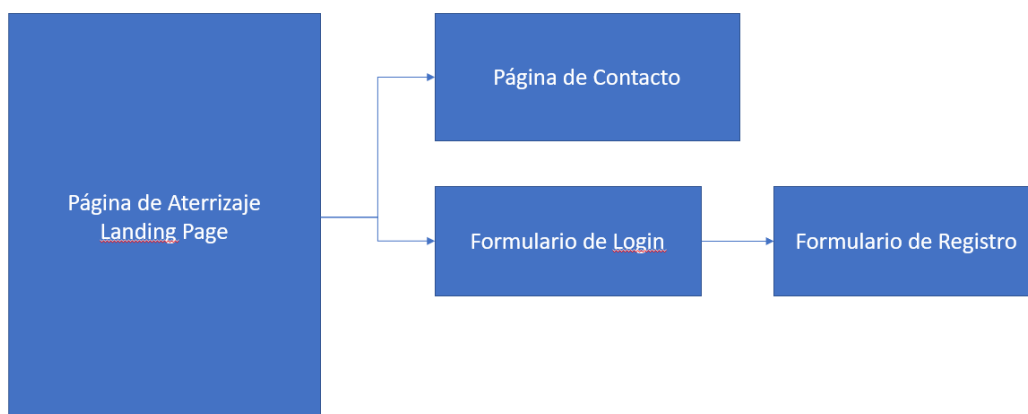 Página de Contacto
Página de Aterrizaje
Landing Page
Formulario de Login
Formulario de Registro